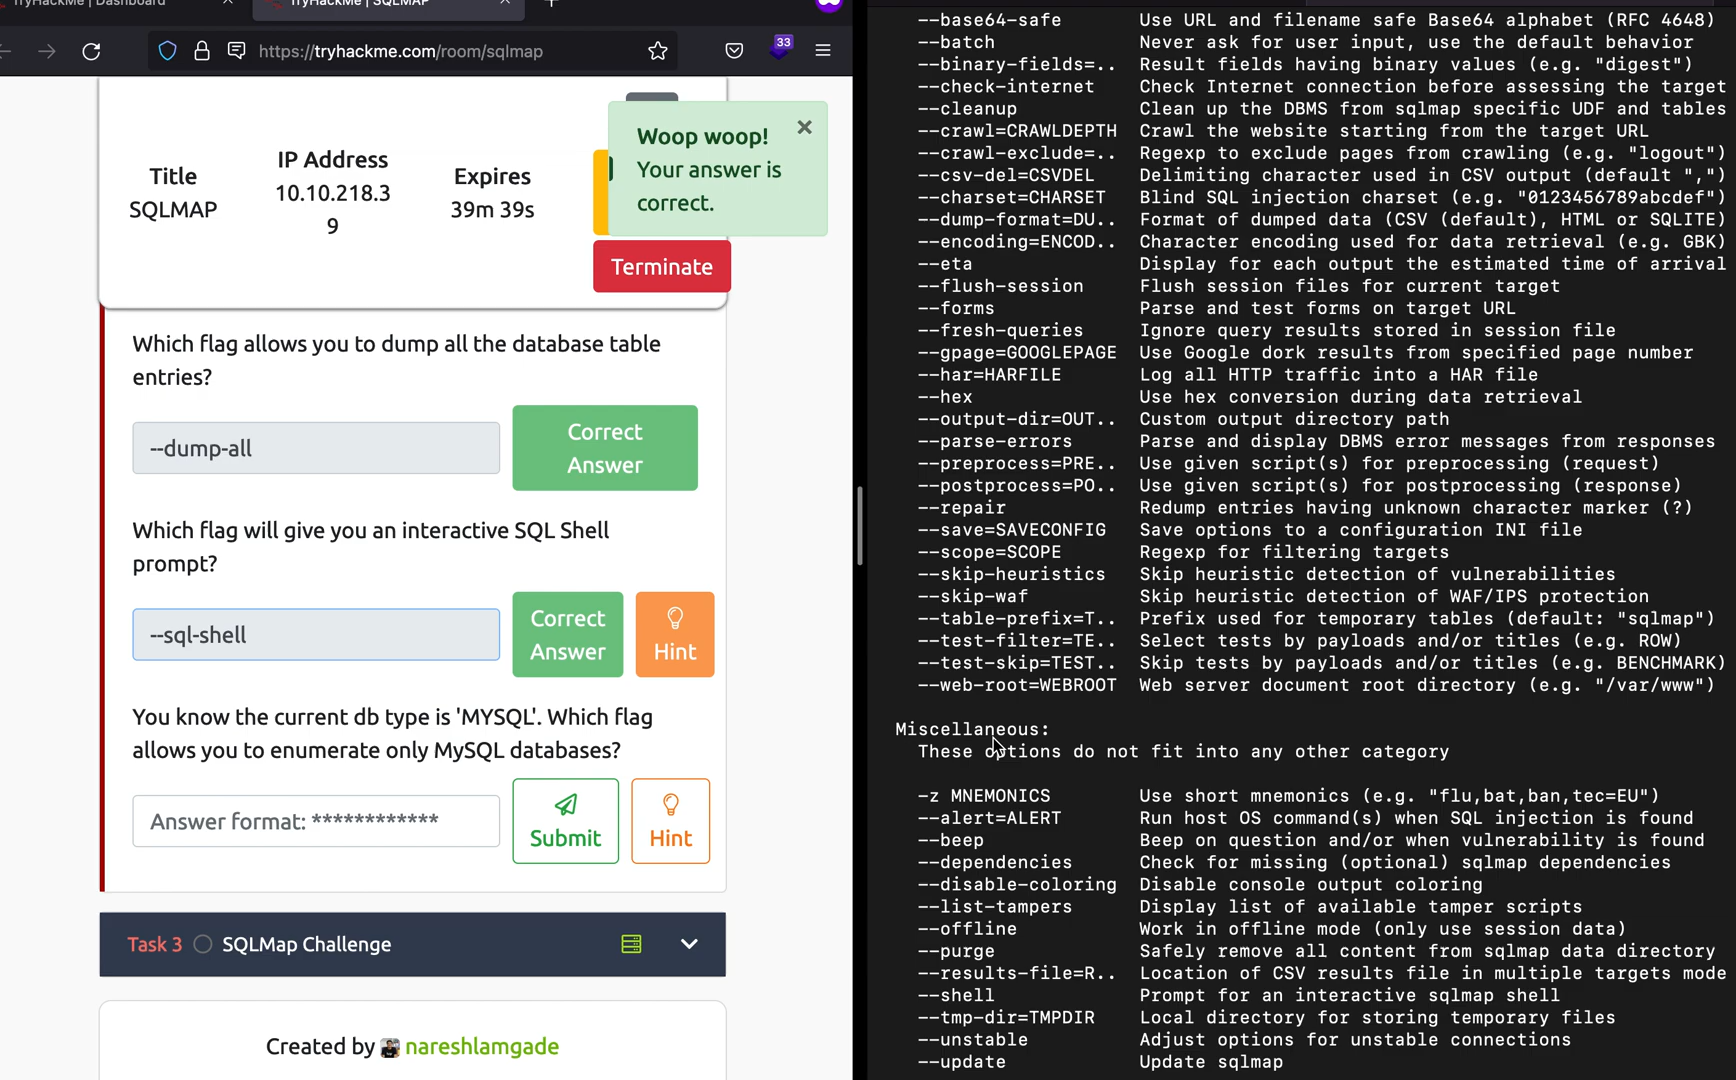 TryHackMe | Dashboard
TryHackMe | SQLMAP
https://tryhackme.com/room/sqlmap
33
Title
SQLMAP
IP Address
10.10.218.3
9
Expires
39m 39s
Woop woop!
Your answer is
correct.
Terminate
Which flag allows you to dump all the database table
entries?
--dump-all
Correct
Answer
Which flag will give you an interactive SQL Shell
prompt?
--sql-shell
Correct
Answer
Hint
You know the current db type is 'MYSQL'. Which flag
allows you to enumerate only MySQL databases?
Answer format: ************
Submit
Hint
Task 3 SQLMap Challenge
Created by nareshlamgade
--base64-safe Use URL and filename safe Base64 alphabet (RFC 4648)
--batch Never ask for user input, use the default behavior
--binary-fields=.. Result fields having binary values (e.g. "digest")
--check-internet Check Internet connection before assessing the target
--cleanup Clean up the DBMS from sqlmap specific UDF and tables
--crawl=CRAWLDEPTH Crawl the website starting from the target URL
--crawl-exclude=.. Regexp to exclude pages from crawling (e.g. "logout")
--csv-del=CSVDEL Delimiting character used in CSV output (default ",")
--charset=CHARSET Blind SQL injection charset (e.g. "0123456789abcdef")
--dump-format=DU.. Format of dumped data (CSV (default), HTML or SQLITE)
--encoding=ENCOD.. Character encoding used for data retrieval (e.g. GBK)
--eta Display for each output the estimated time of arrival
--flush-session Flush session files for current target
--forms Parse and test forms on target URL
--fresh-queries Ignore query results stored in session file
--gpage=GOOGLEPAGE Use Google dork results from specified page number
--har=HARFILE Log all HTTP traffic into a HAR file
--hex Use hex conversion during data retrieval
--output-dir=OUT.. Custom output directory path
--parse-errors Parse and display DBMS error messages from responses
--preprocess=PRE.. Use given script(s) for preprocessing (request)
--postprocess=PO.. Use given script(s) for postprocessing (response)
--repair Redump entries having unknown character marker (?)
--save=SAVECONFIG Save options to a configuration INI file
--scope=SCOPE Regexp for filtering targets
--skip-heuristics Skip heuristic detection of vulnerabilities
--skip-waf Skip heuristic detection of WAF/IPS protection
--table-prefix=T.. Prefix used for temporary tables (default: "sqlmap")
--test-filter=TE.. Select tests by payloads and/or titles (e.g. ROW)
--test-skip=TEST.. Skip tests by payloads and/or titles (e.g. BENCHMARK)
--web-root=WEBROOT Web server document root directory (e.g. "/var/www")
Miscellaneous:
These options do not fit into any other category
-z MNEMONICS Use short mnemonics (e.g. "flu,bat,ban,tec=EU")
--alert=ALERT Run host OS command(s) when SQL injection is found
--beep Beep on question and/or when vulnerability is found
--dependencies Check for missing (optional) sqlmap dependencies
--disable-coloring Disable console output coloring
--list-tampers Display list of available tamper scripts
--offline Work in offline mode (only use session data)
--purge Safely remove all content from sqlmap data directory
--results-file=R.. Location of CSV results file in multiple targets mode
--shell Prompt for an interactive sqlmap shell
--tmp-dir=TMPDIR Local directory for storing temporary files
--unstable Adjust options for unstable connections
--update Update sqlmap